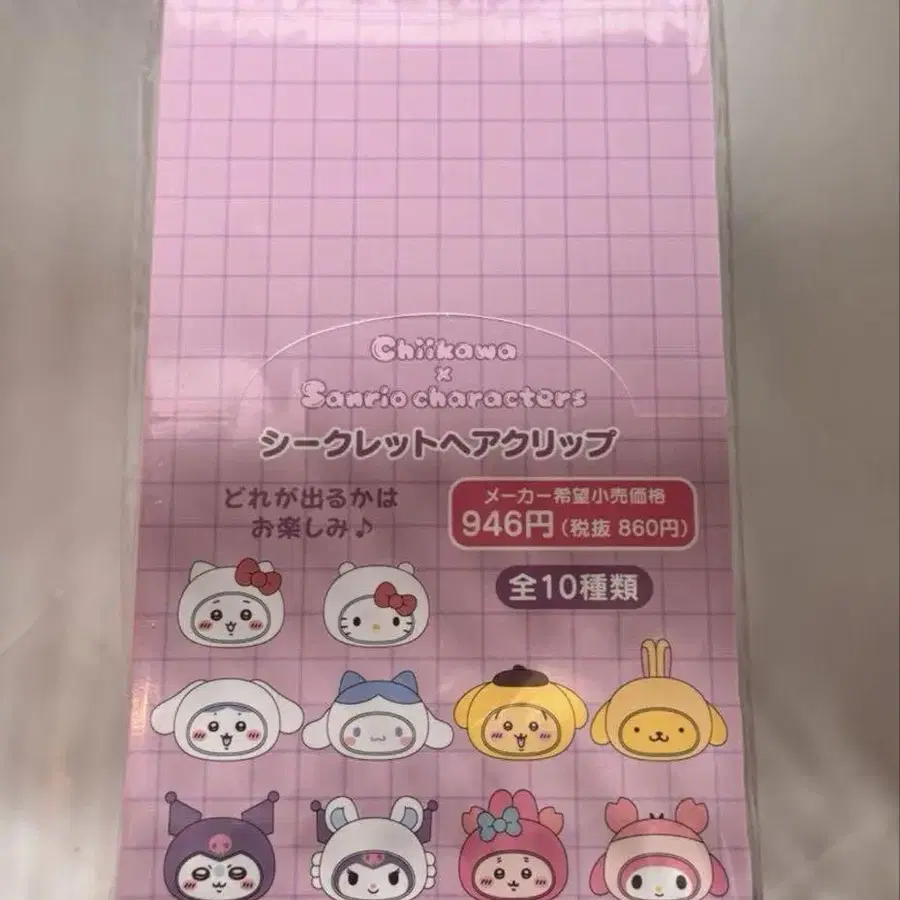 Chiikawa
×
Sanrio characters
シークレットヘアクリップ
どれが出るかは
お楽しみ♪
メーカー希望小売価格
946円(税抜 860円)
全10種類